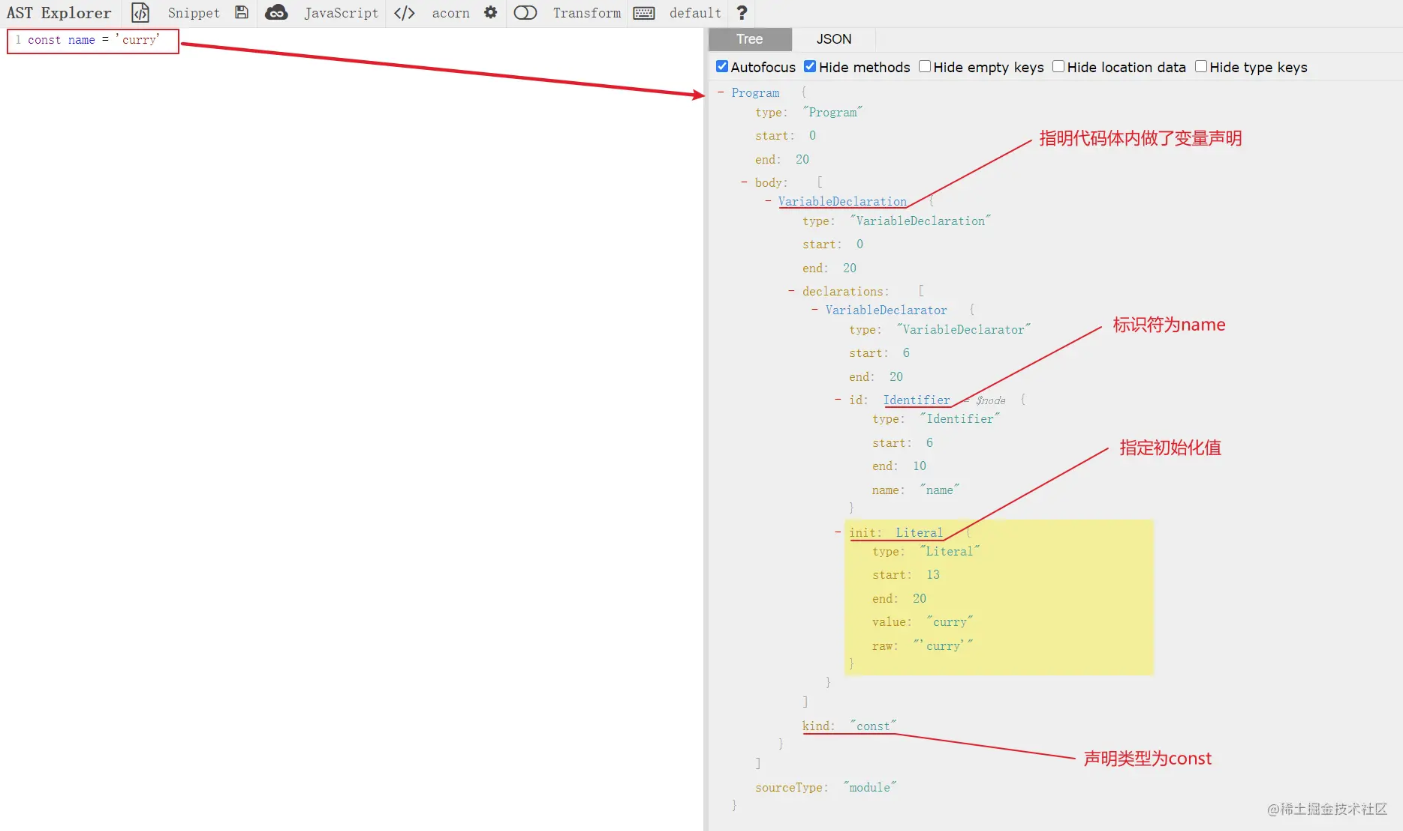 AST Explorer Snippet JavaScript </> acorn Transform default ?
1 const name = 'curry'
Tree JSON
Autofocus Hide methods Hide empty keys Hide location data Hide type keys
- Program {
type: "Program"
指明代码体内做了变量声明
start: 0
end: 20
- body: [
- VariableDeclaration {
type: "VariableDeclaration"
start: 0
end: 20
- declarations: [
- VariableDeclarator {
标识符为name
type: "VariableDeclarator"
start: 6
end: 20
- id: Identifier = $node {
type: "Identifier"
start: 6
指定初始化值
end: 10
name: "name"
}
- init: Literal {
type: "Literal"
start: 13
end: 20
value: "curry"
raw: "'curry'"
}
}
]
kind: "const"
}
声明类型为const
]
sourceType: "module"
}
@稀土掘金技术社区